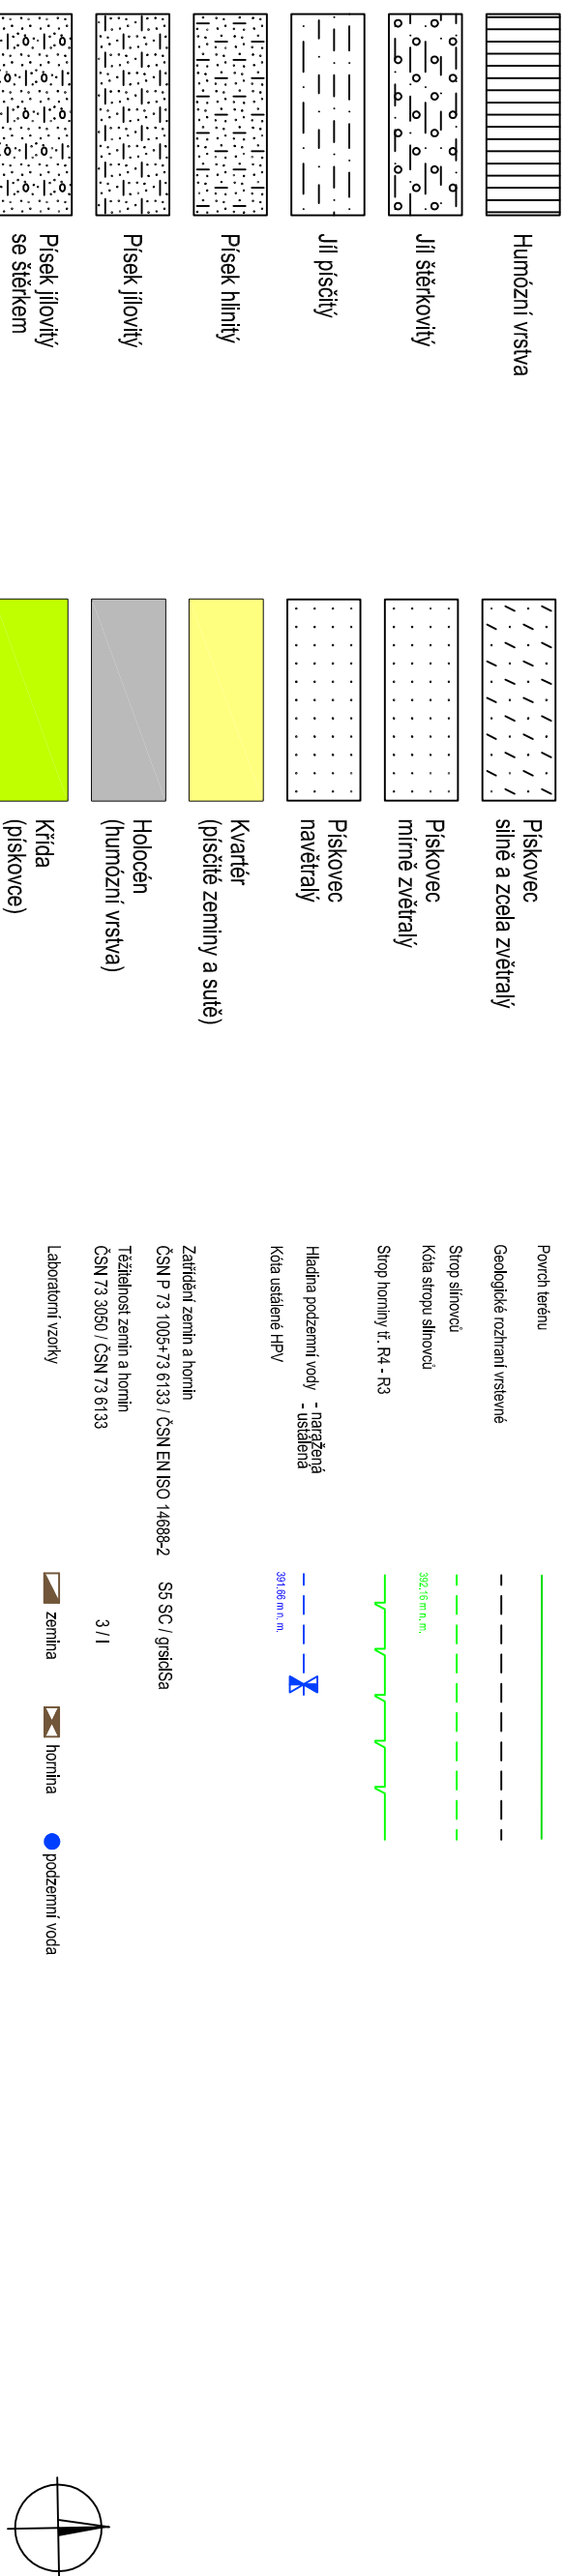 Humózní vrstva
Jíl štěrkovitý
Jíl písčitý
Písek hlinitý
Písek jílovitý
Písek jílovitý
se štěrkem
Pískovec
silně a zcela zvětralý
Pískovec
mírně zvětralý
Pískovec
navětralý
Kvartér
(písčité zeminy a sutě)
Holocén
(humózní vrstva)
Křída
(pískovce)
Povrch terénu
Geologické rozhraní vrstevné
Strop slínovců
Kóta stropu slínovců
392,16 m n. m.
Strop horniny tř. R4 - R3
Hladina podzemní vody - naražená
- ustálená
Kóta ustálené HPV
391.66 m n. m.
Zatřídění zemin a hornin
ČSN P 73 1005+73 6133 / ČSN EN ISO 14688-2 S5 SC / grsiclSa
Těžitelnost zemin a hornin
ČSN 73 3050 / ČSN 73 6133 3 / I
Laboratorní vzorky zemina hornina podzemní voda